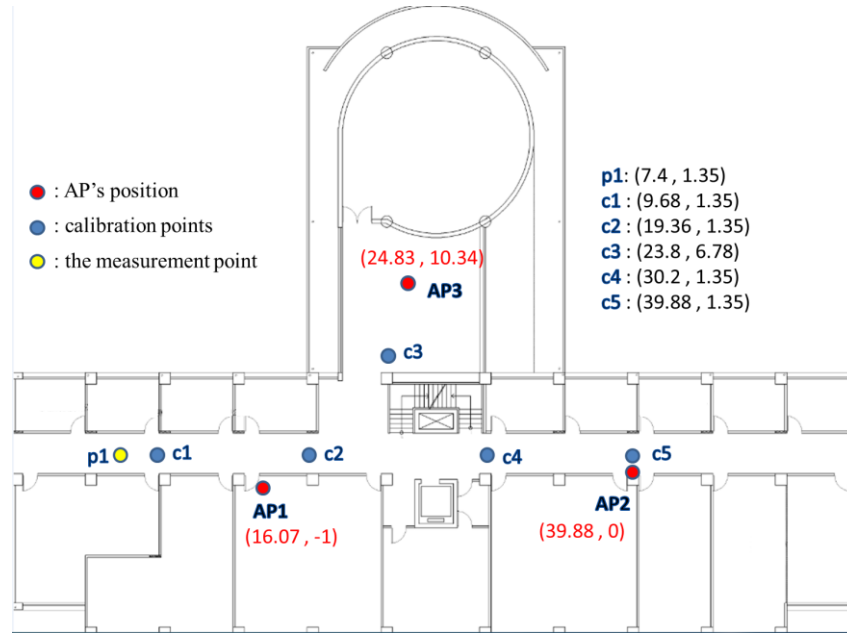 : AP's position
: calibration points
: the measurement point
p1: (7.4 , 1.35)
c1 : (9.68 , 1.35)
c2 : (19.36 , 1.35)
c3 : (23.8 , 6.78)
c4 : (30.2 , 1.35)
c5 : (39.88 , 1.35)
(24.83 , 10.34)
AP3
c3
p1
c1
c2
c4
c5
AP1
(16.07 , -1)
AP2
(39.88 , 0)